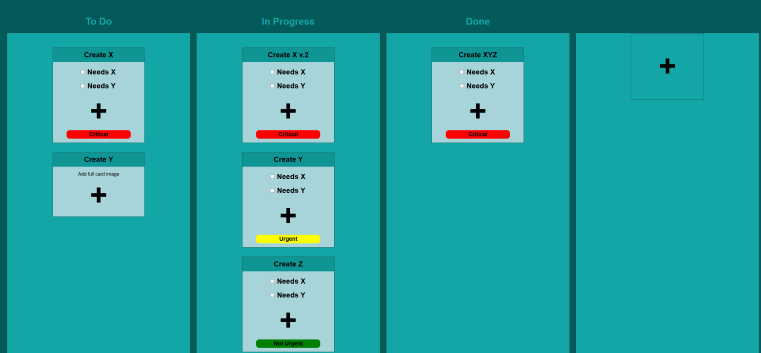 To Do
Create X
Needs X
Needs Y
Critical
Create Y
Add full card image
In Progress
Create X v.2
Needs X
Needs Y
Critical
Create Y
Needs X
Needs Y
Urgent
Create Z
Needs X
Needs Y
Not Urgent
Done
Create XYZ
Needs X
Needs Y
Critical